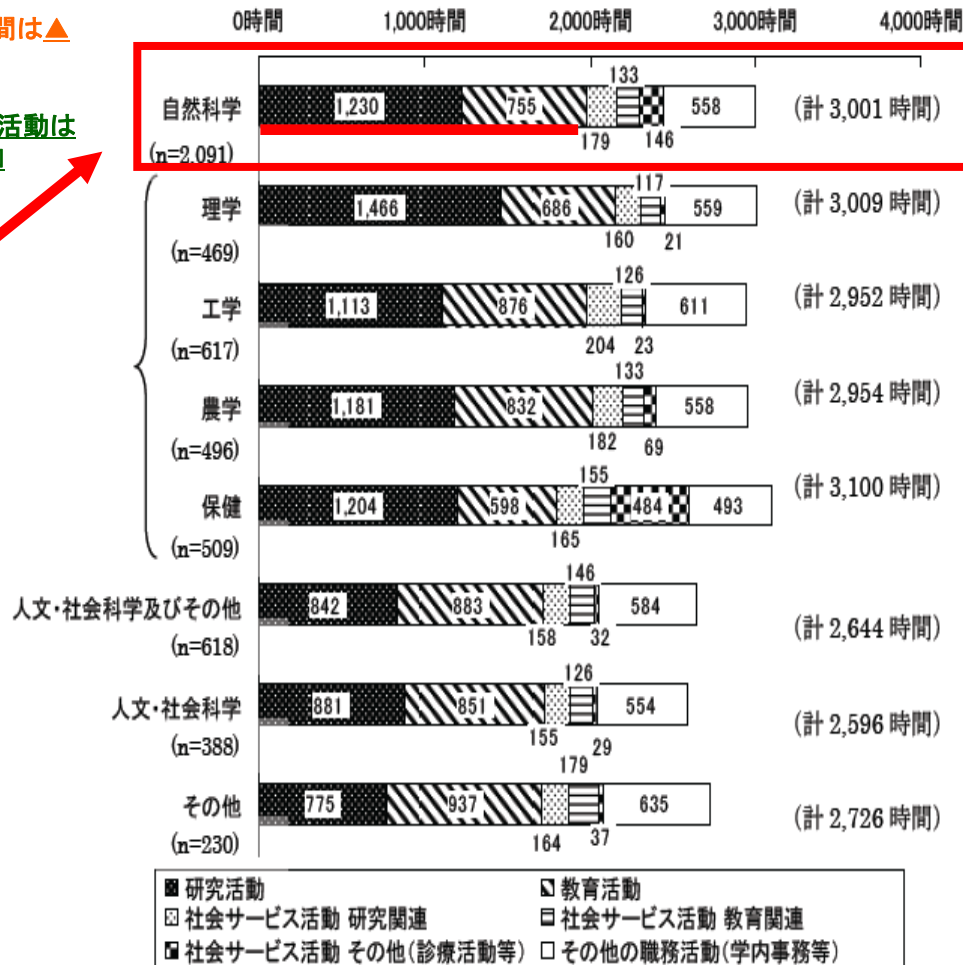 0時間 1,000時間 2,000時間 3,000時間 4,000時間
間は▲
活動は
133
自然科学 1,230 755 558 (計 3,001 時間)
(n=2,091) 179 146
117
理学 1,466 686 559 (計 3,009 時間)
(n=469) 160 21
126
工学 1,113 876 611 (計 2,952 時間)
(n=617) 204 23
133
農学 1,181 832 558 (計 2,954 時間)
(n=496) 182 69
155
保健 1,204 598 484 493 (計 3,100 時間)
(n=509) 165
146
人文・社会科学及びその他 842 883 584 (計 2,644 時間)
(n=618) 158 32
126
人文・社会科学 881 851 554 (計 2,596 時間)
(n=388) 155 29
179
その他 775 937 635 (計 2,726 時間)
(n=230) 164 37
研究活動 教育活動
社会サービス活動 研究関連 社会サービス活動 教育関連
社会サービス活動 その他(診療活動等) その他の職務活動(学内事務等)